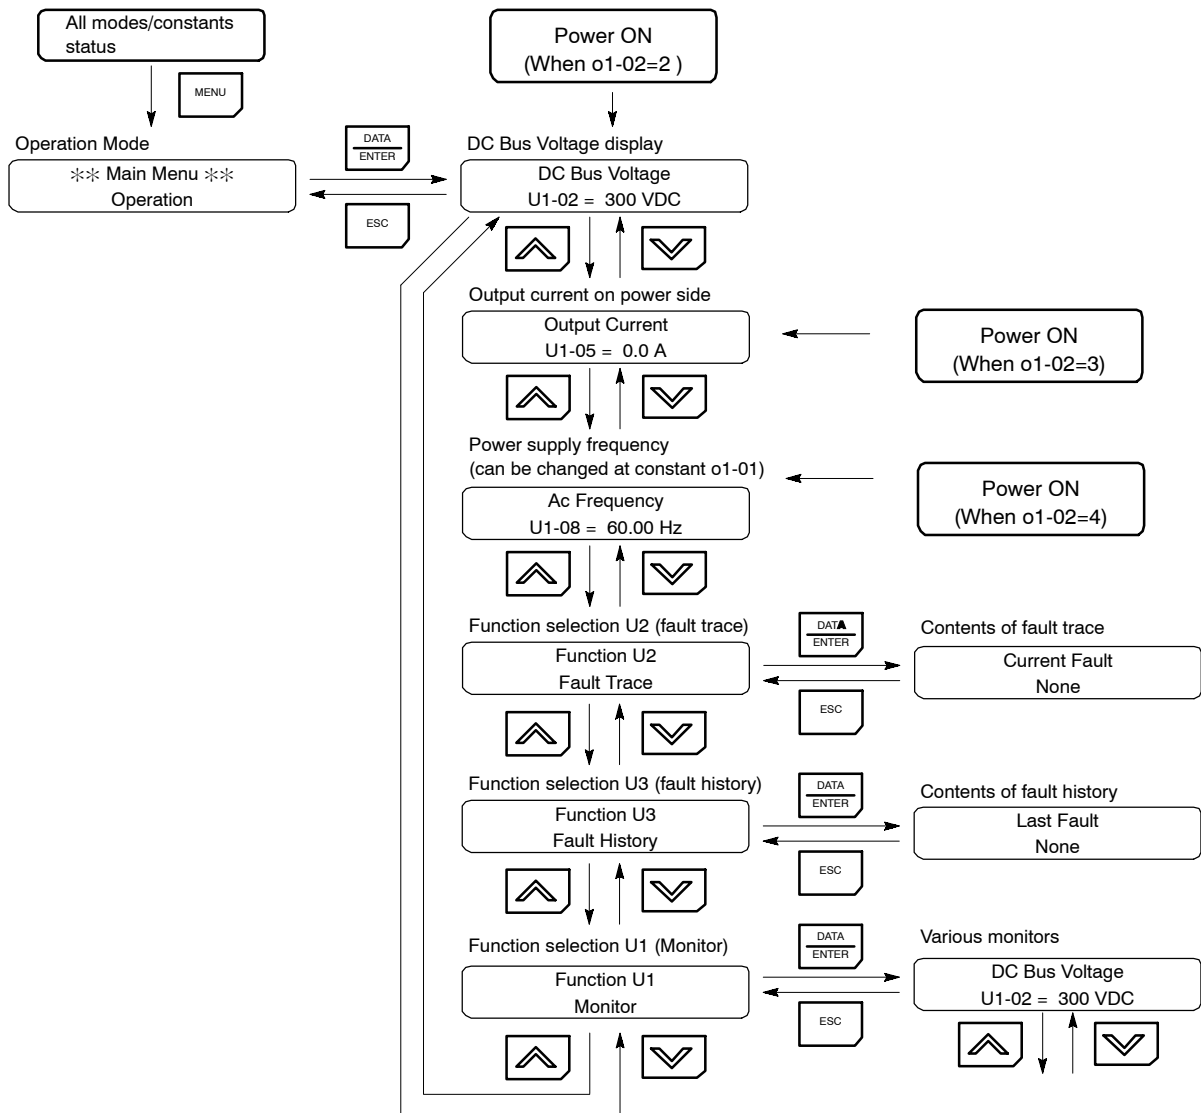 All modes/constants
status
Power ON
(When o1-02=2 )
MENU
Operation Mode
DATA
ENTER
DC Bus Voltage display
✻✻ Main Menu ✻✻
Operation
DC Bus Voltage
U1-02 = 300 VDC
ESC
Output current on power side
Output Current
U1-05 = 0.0 A
Power ON
(When o1-02=3)
Power supply frequency
(can be changed at constant o1-01)
Ac Frequency
U1-08 = 60.00 Hz
Power ON
(When o1-02=4)
Function selection U2 (fault trace)
DATA
ENTER
Contents of fault trace
Function U2
Fault Trace
Current Fault
None
ESC
Function selection U3 (fault history)
DATA
ENTER
Contents of fault history
Function U3
Fault History
Last Fault
None
ESC
Function selection U1 (Monitor)
DATA
ENTER
Various monitors
Function U1
Monitor
DC Bus Voltage
U1-02 = 300 VDC
ESC